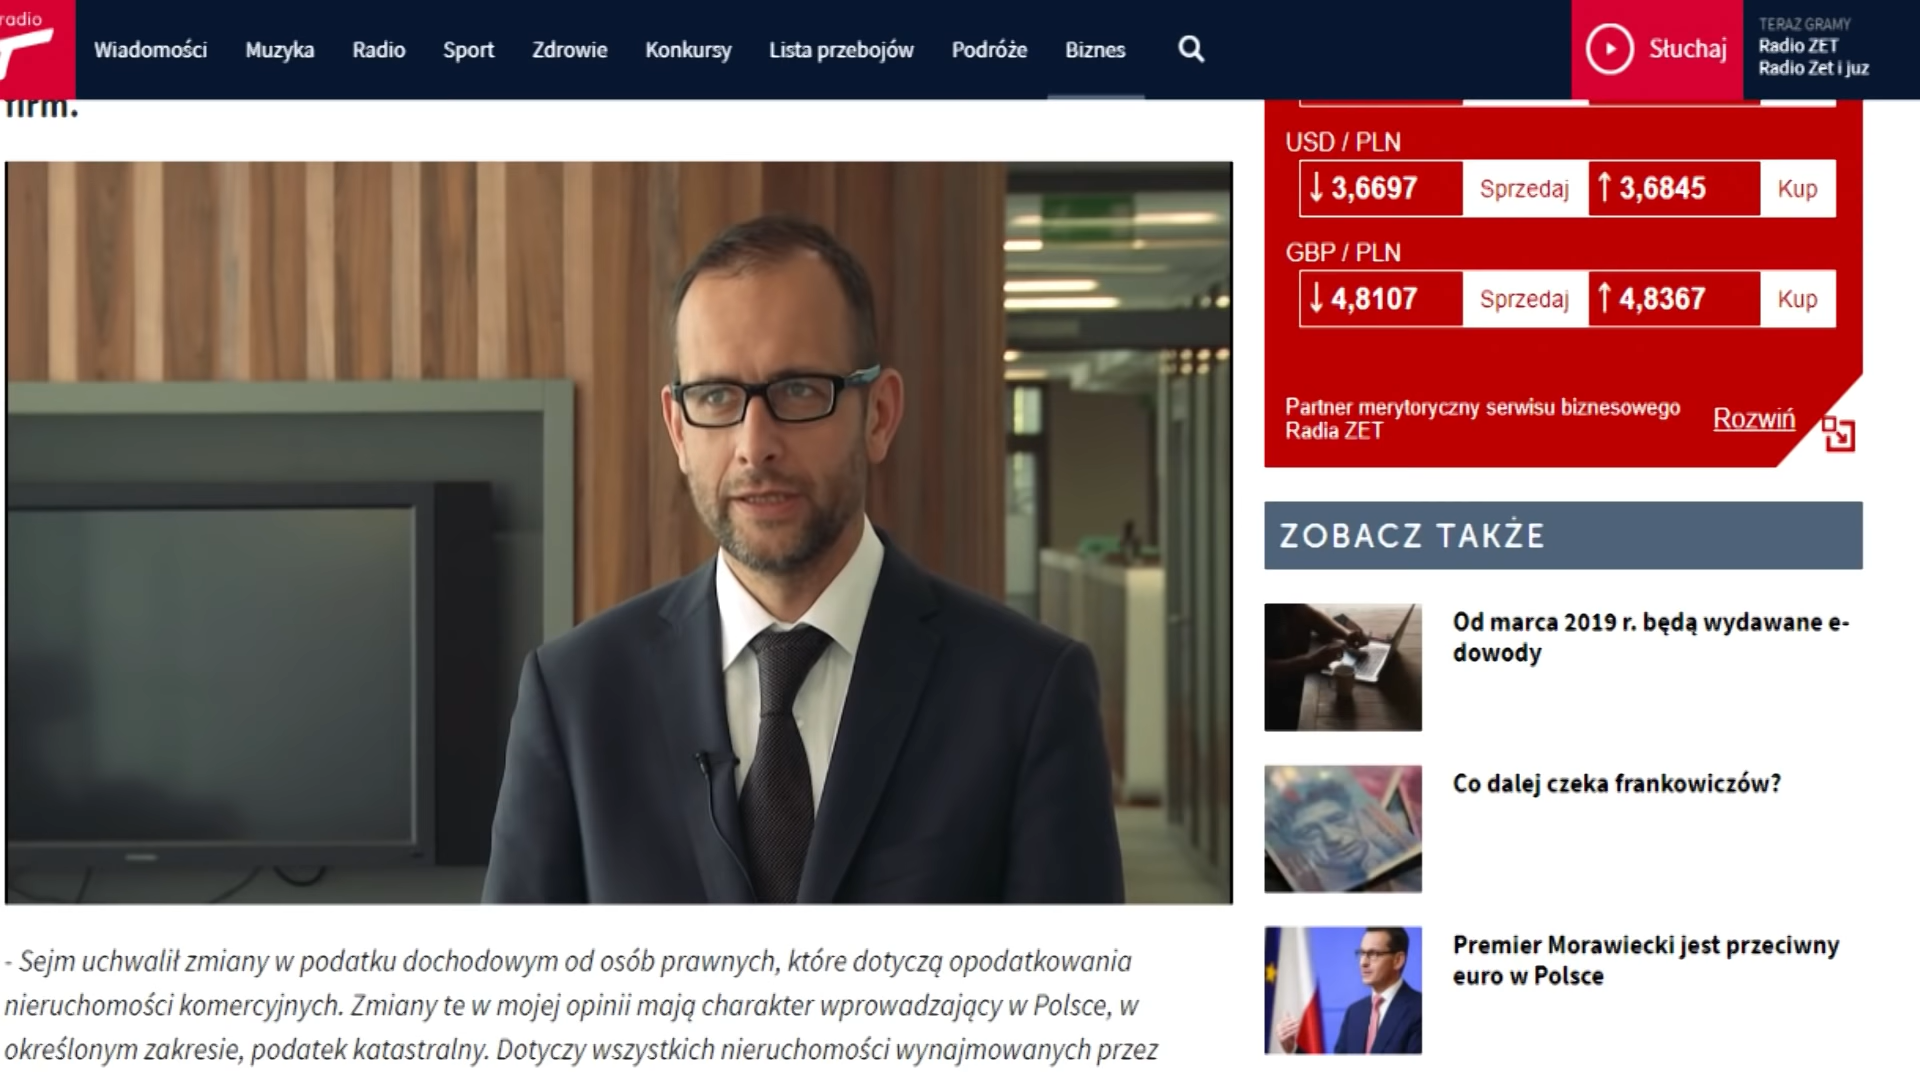 radio
Wiadomości Muzyka Radio Sport Zdrowie Konkursy Lista przebojów Podróże Biznes
Słuchaj
TERAZ GRAMY
Radio ZET
Radio Zet i juz
firm.
USD / PLN
↓ 3,6697 Sprzedaj ↑ 3,6845 Kup
GBP / PLN
↓ 4,8107 Sprzedaj ↑ 4,8367 Kup
Partner merytoryczny serwisu biznesowego
Radia ZET
Rozwiń
ZOBACZ TAKŻE
Od marca 2019 r. będą wydawane e-
dowody
Co dalej czeka frankowiczów?
Premier Morawiecki jest przeciwny
euro w Polsce
- Sejm uchwalił zmiany w podatku dochodowym od osób prawnych, które dotyczą opodatkowania
nieruchomości komercyjnych. Zmiany te w mojej opinii mają charakter wprowadzający w Polsce, w
określonym zakresie, podatek katastralny. Dotyczy wszystkich nieruchomości wynajmowanych przez